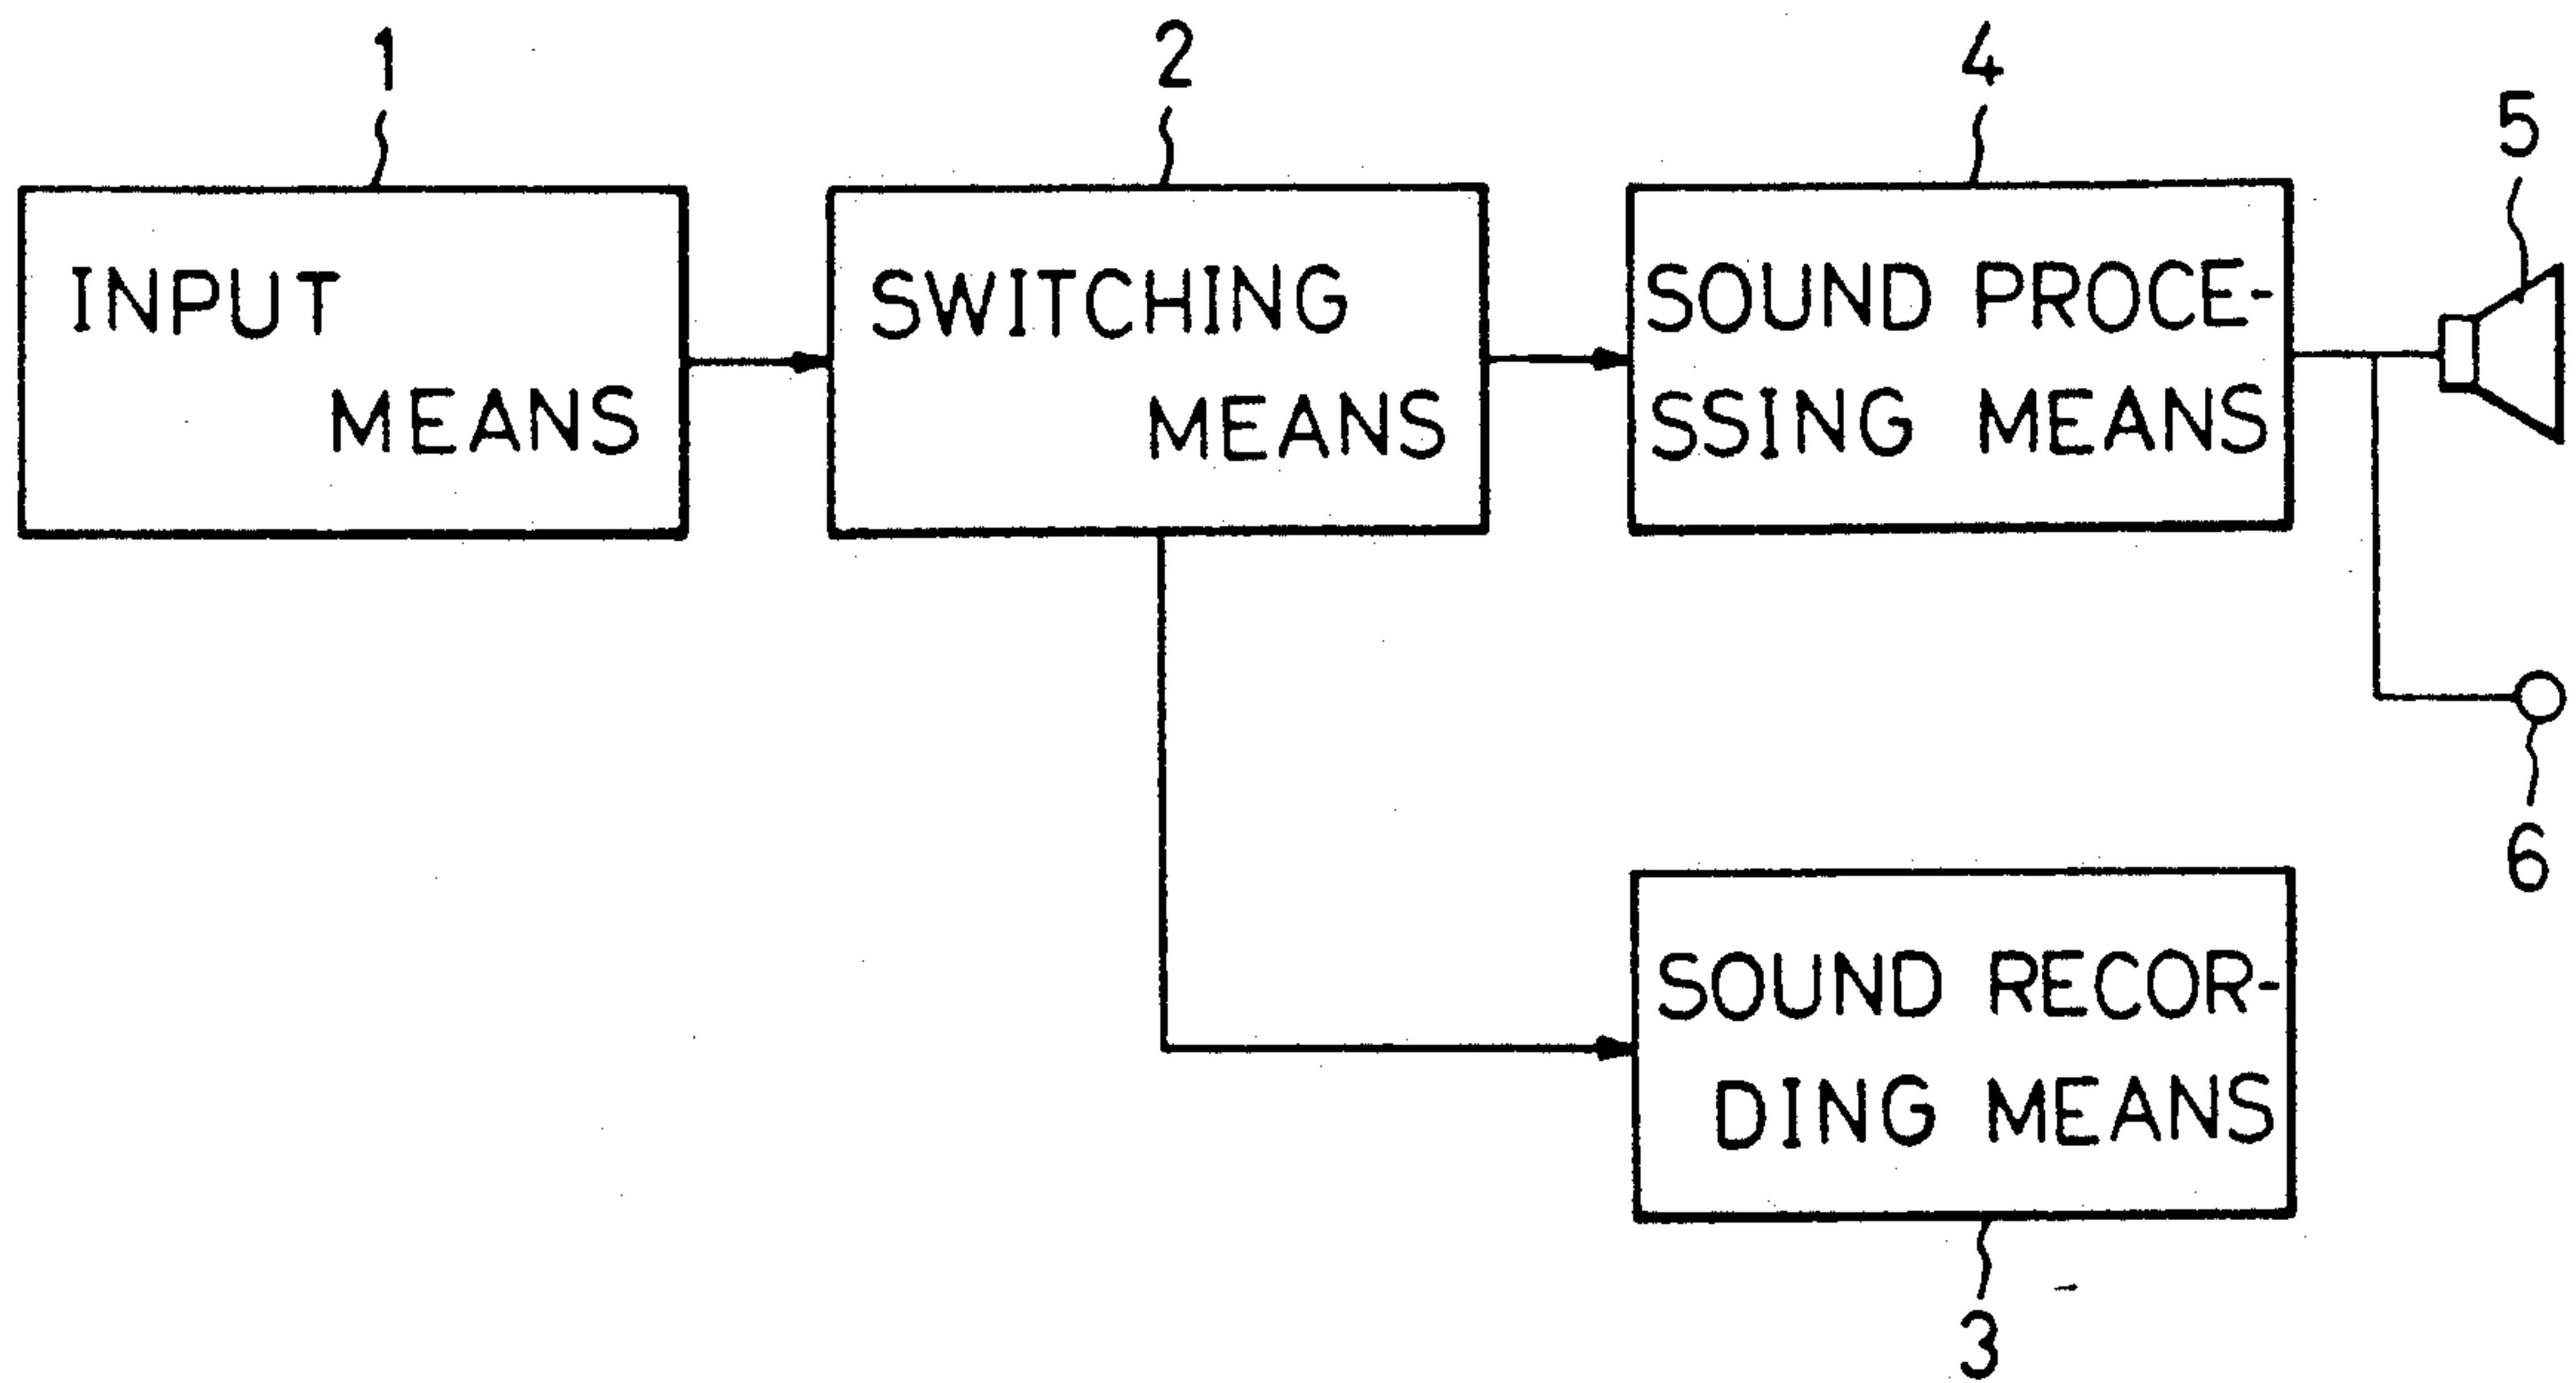 1
2
4
5
INPUT
MEANS
SWITCHING
MEANS
SOUND PROCE-
SSING MEANS
6
SOUND RECOR-
DING MEANS
3